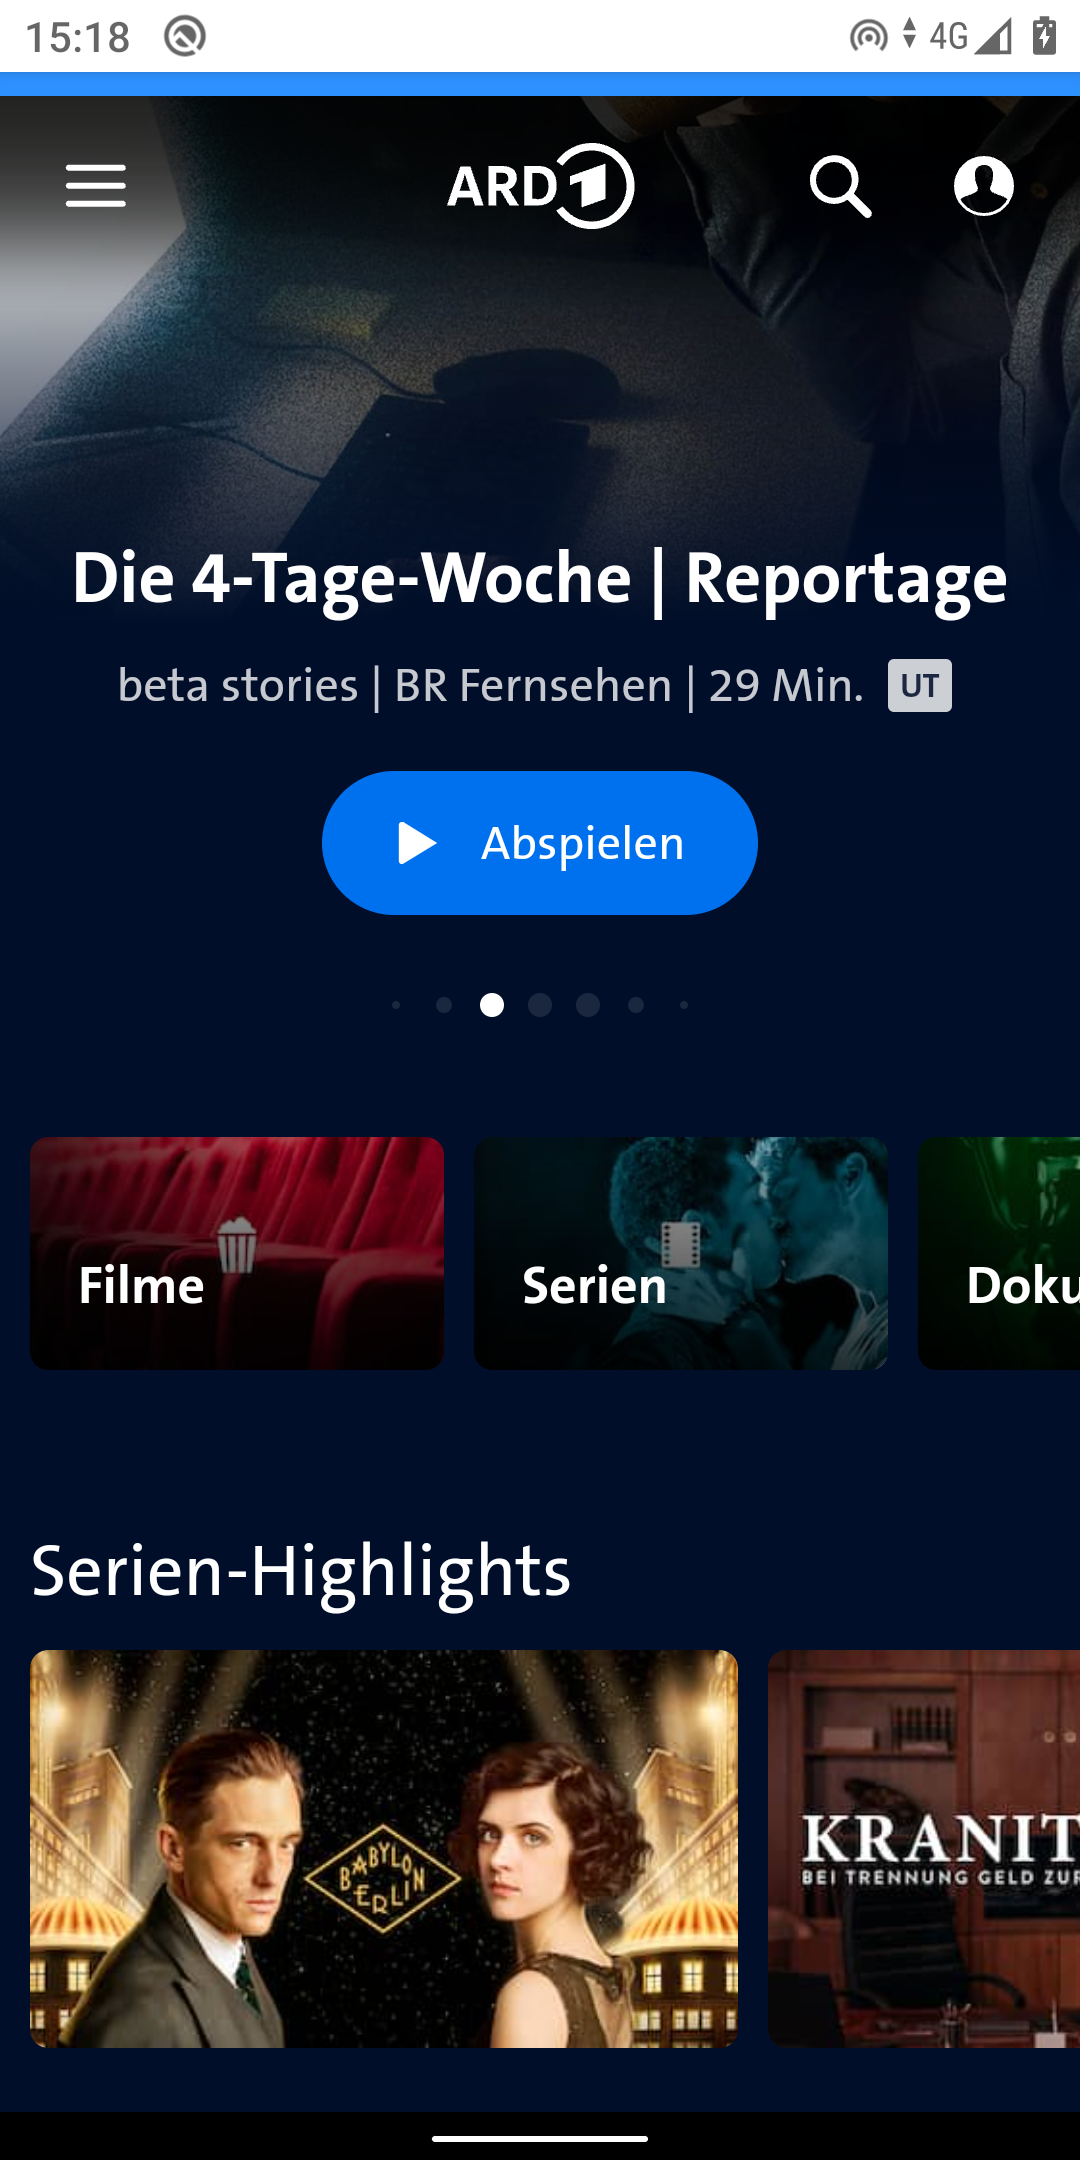 15:18
4G
ARD 1
Die 4-Tage-Woche | Reportage
beta stories | BR Fernsehen | 29 Min. UT
Abspielen
Filme
Serien
Doku
Serien-Highlights
BABYLON
BERLIN
KRANIT
BEI TRENNUNG GELD ZUR